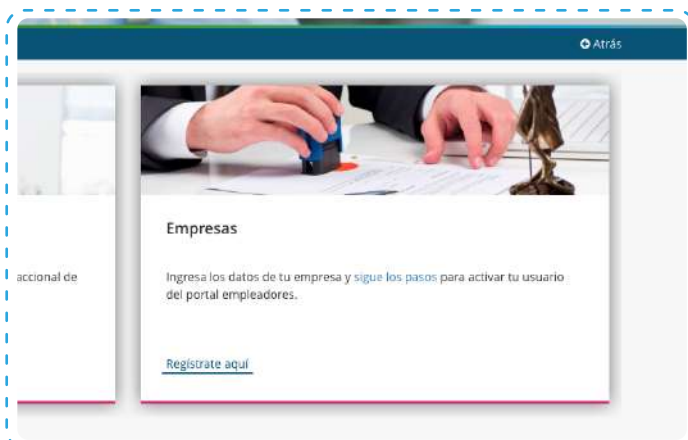 Atrás
Empresas
accional de
Ingresa los datos de tu empresa y sigue los pasos para activar tu usuario
del portal empleadores.
Regístrate aquí